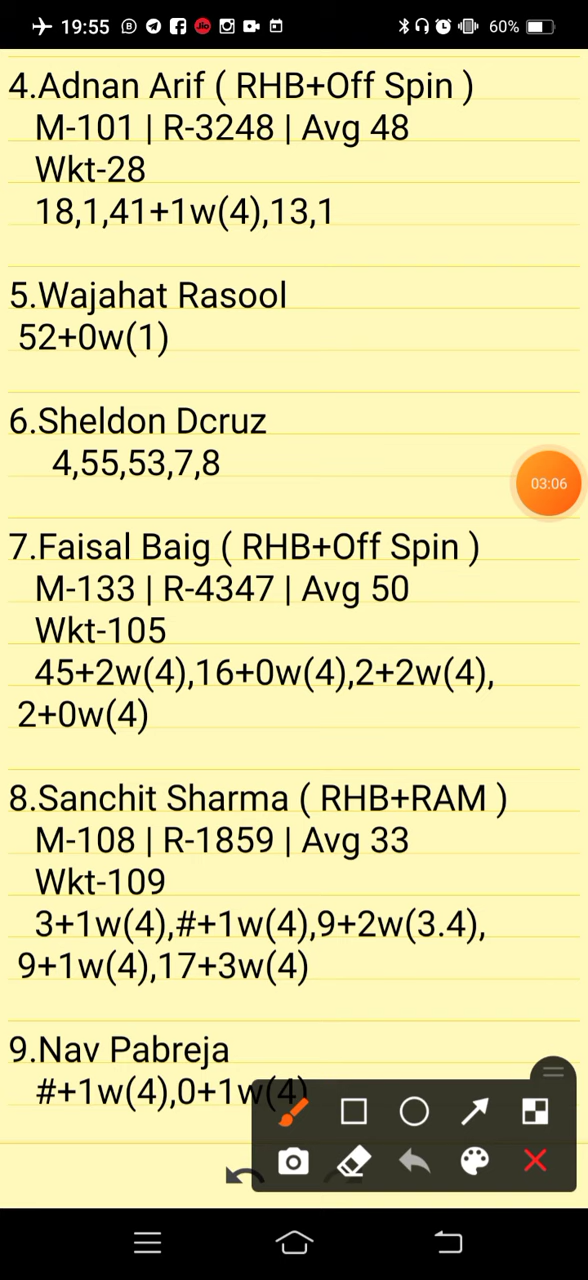 19:55 60%
4.Adnan Arif ( RHB+Off Spin )
M-101 | R-3248 | Avg 48
Wkt-28
18,1,41+1w(4),13,1
5.Wajahat Rasool
52+0w(1)
6.Sheldon Dcruz
4,55,53,7,8
03:06
7.Faisal Baig ( RHB+Off Spin )
M-133 | R-4347 | Avg 50
Wkt-105
45+2w(4),16+0w(4),2+2w(4),
2+0w(4)
8.Sanchit Sharma ( RHB+RAM )
M-108 | R-1859 | Avg 33
Wkt-109
3+1w(4),#+1w(4),9+2w(3.4),
9+1w(4),17+3w(4)
9.Nav Pabreja
#+1w(4),0+1w(4)